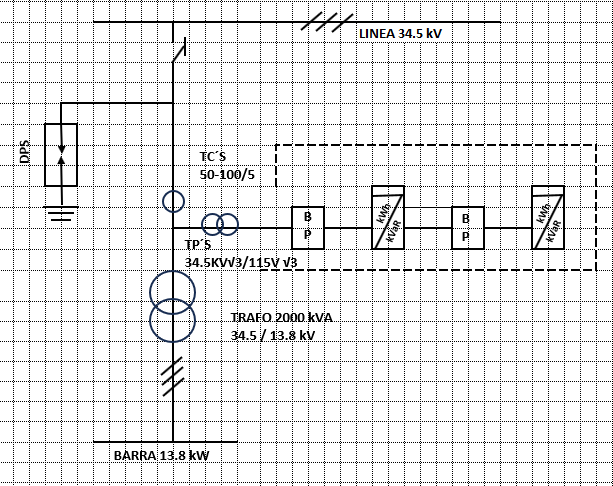 LINEA 34.5 kV
DPS
TC´S
50-100/5
B
P
kWh
kVaR
B
P
kWh
kVaR
TP´S
34.5KV√3/115V √3
TRAFO 2000 kVA
34.5 / 13.8 kV
BARRA 13.8 kW